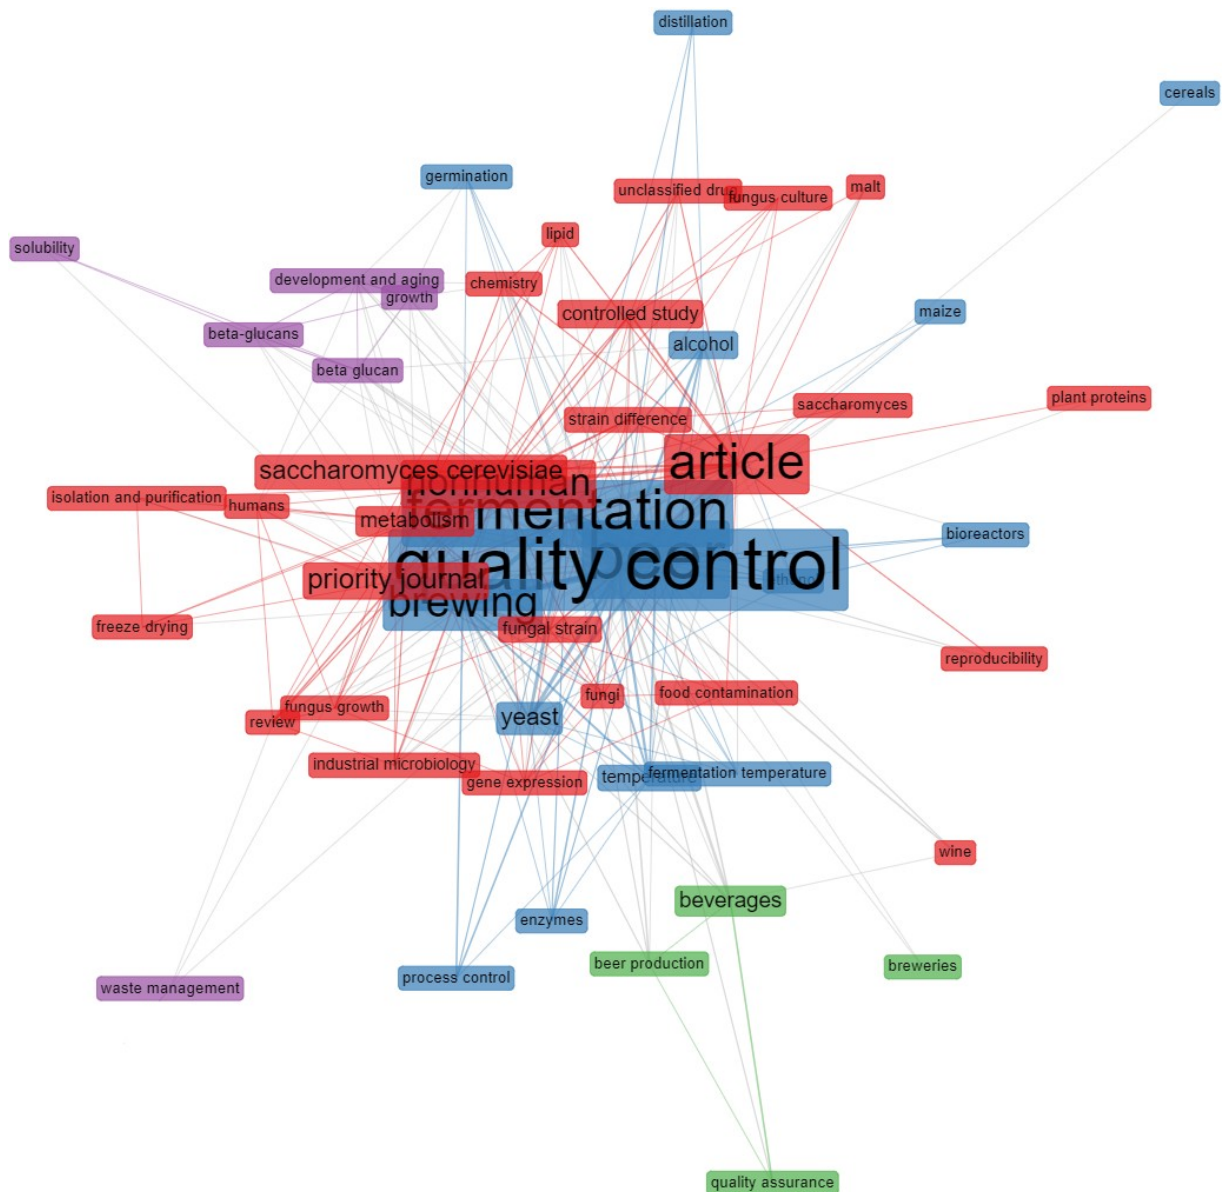 distillation
cereals
germination
unclassified drug
fungus culture
malt
lipid
solubility
development and aging
growth
chemistry
controlled study
maize
beta-glucans
alcohol
beta glucan
plant proteins
saccharomyces
strain difference
article
saccharomyces cerevisiae
nonhuman
isolation and purification
humans
fermentation
metabolism
bioreactors
beer
quality control
priority journal
brewing
freeze drying
fungal strain
reproducibility
fungi
food contamination
fungus growth
review
yeast
industrial microbiology
gene expression
temperature
fermentation temperature
wine
beverages
enzymes
beer production
breweries
process control
waste management
quality assurance